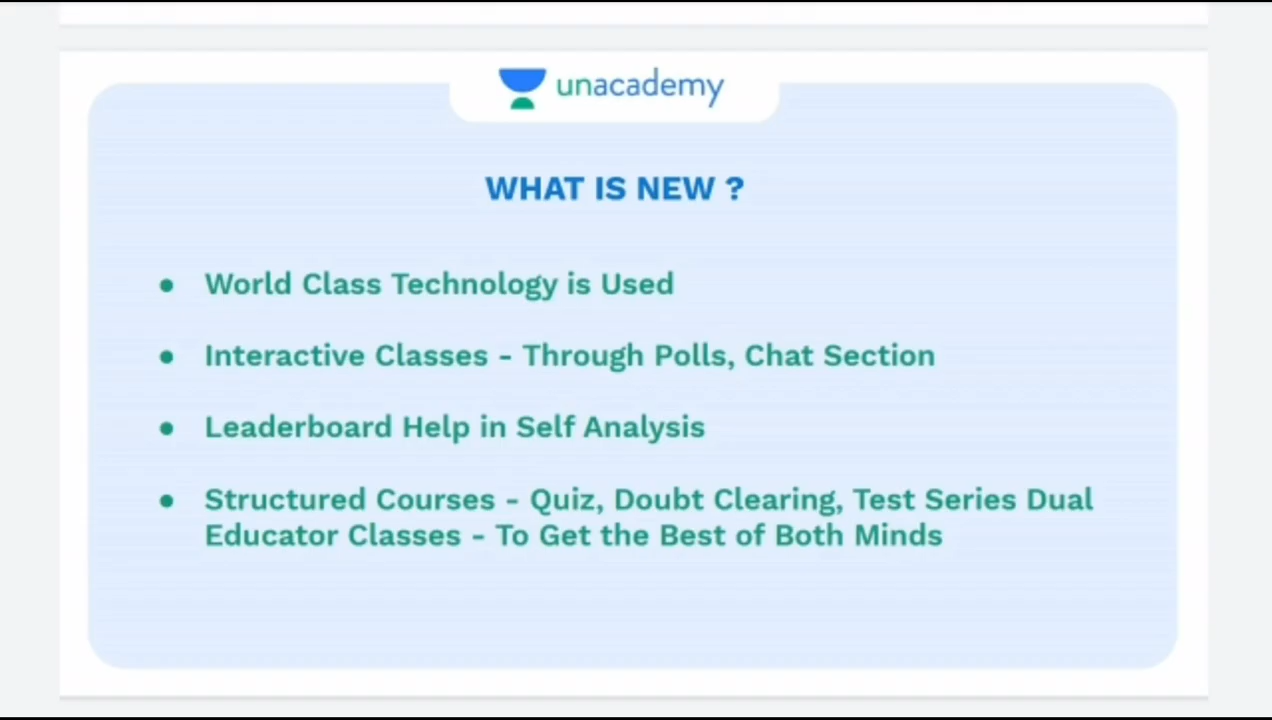 unacademy
WHAT IS NEW ?
● World Class Technology is Used
● Interactive Classes - Through Polls, Chat Section
● Leaderboard Help in Self Analysis
● Structured Courses - Quiz, Doubt Clearing, Test Series Dual
Educator Classes - To Get the Best of Both Minds